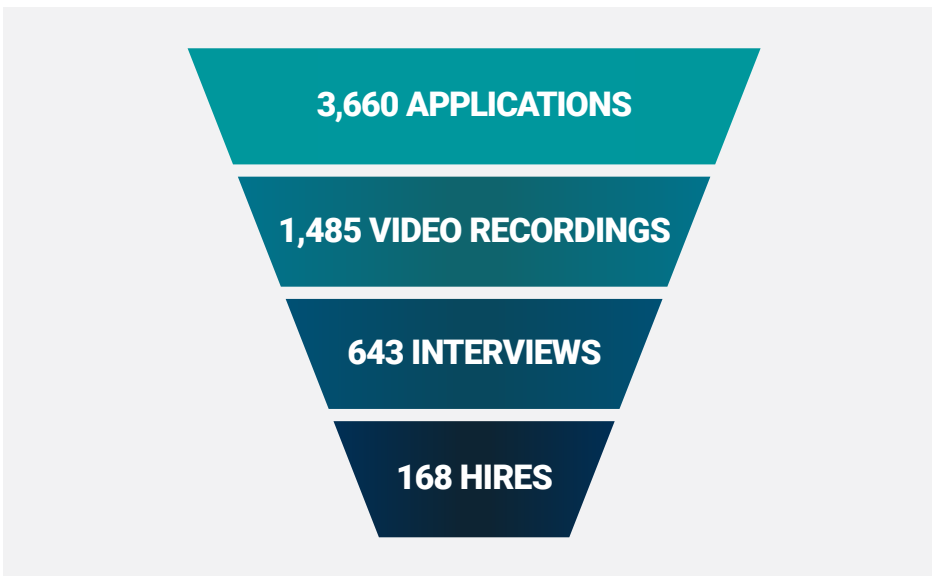 3,660 APPLICATIONS
1,485 VIDEO RECORDINGS
643 INTERVIEWS
168 HIRES